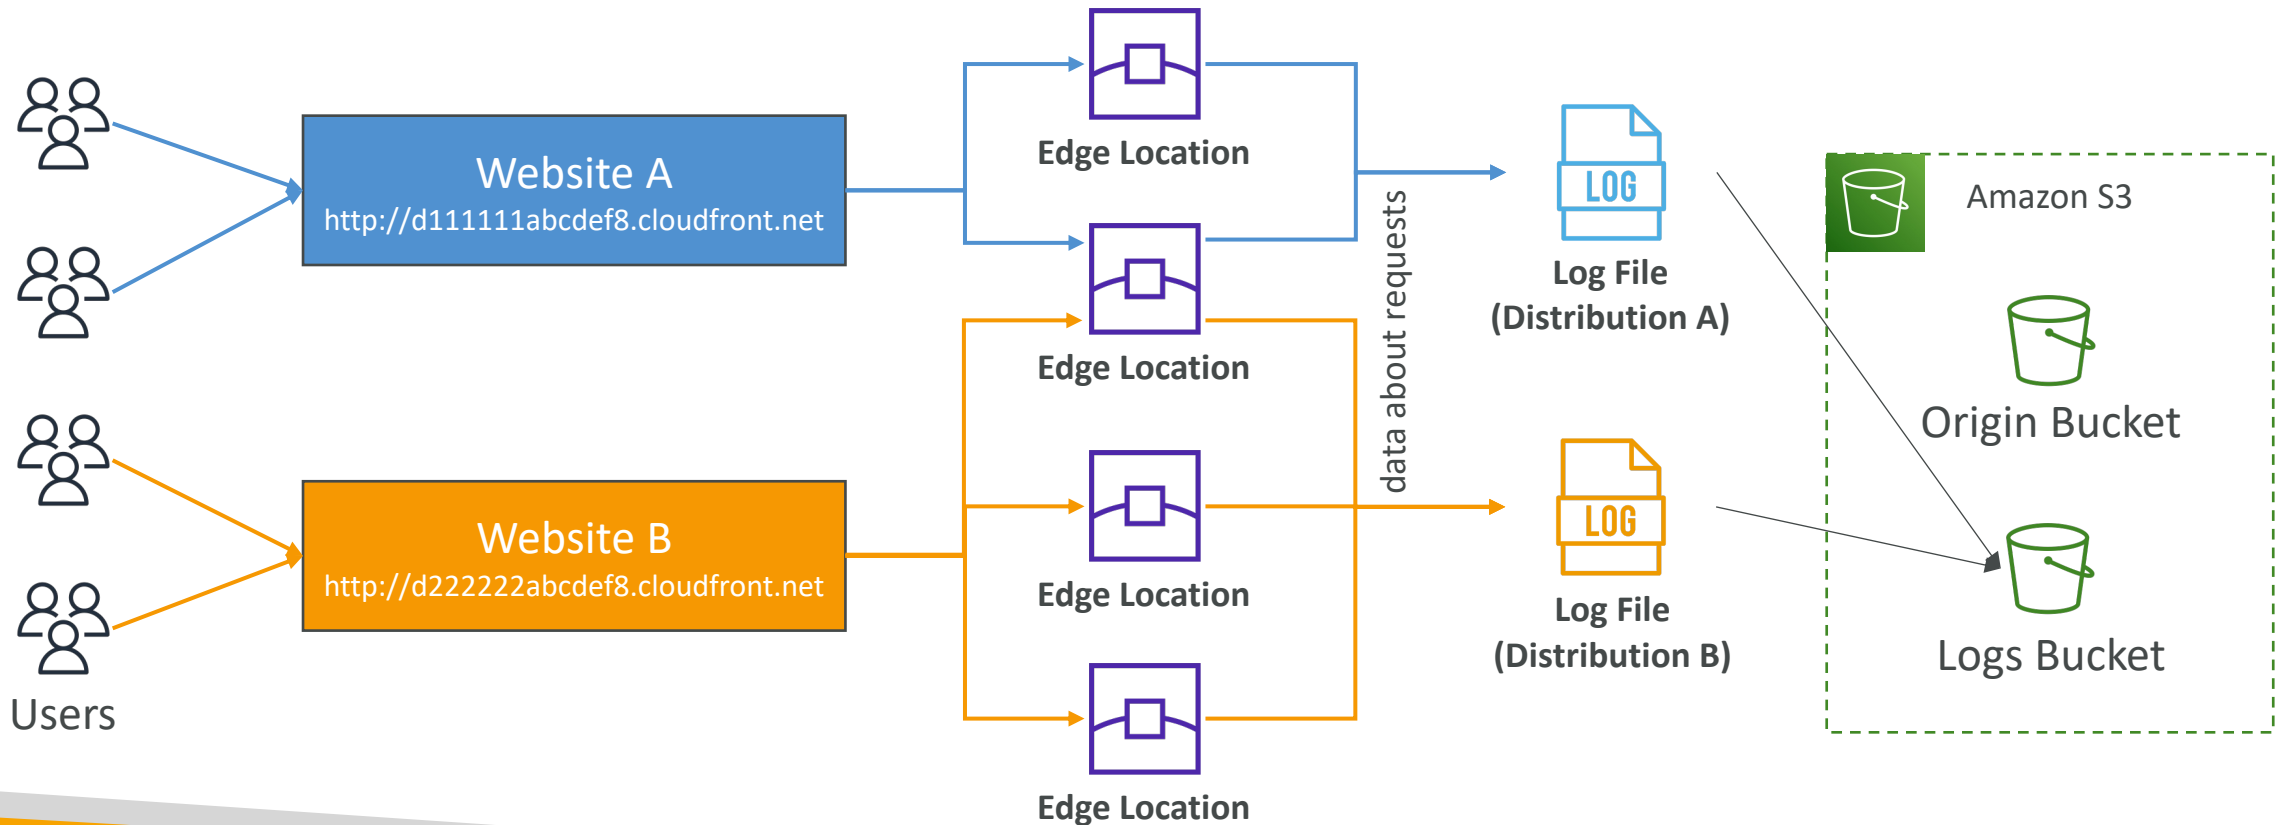 Website A
http://d111111abcdef8.cloudfront.net
Website B
http://d222222abcdef8.cloudfront.net
Users
Edge Location
Edge Location
Edge Location
Edge Location
data about requests
LOG
Log File
(Distribution A)
LOG
Log File
(Distribution B)
Amazon S3
Origin Bucket
Logs Bucket